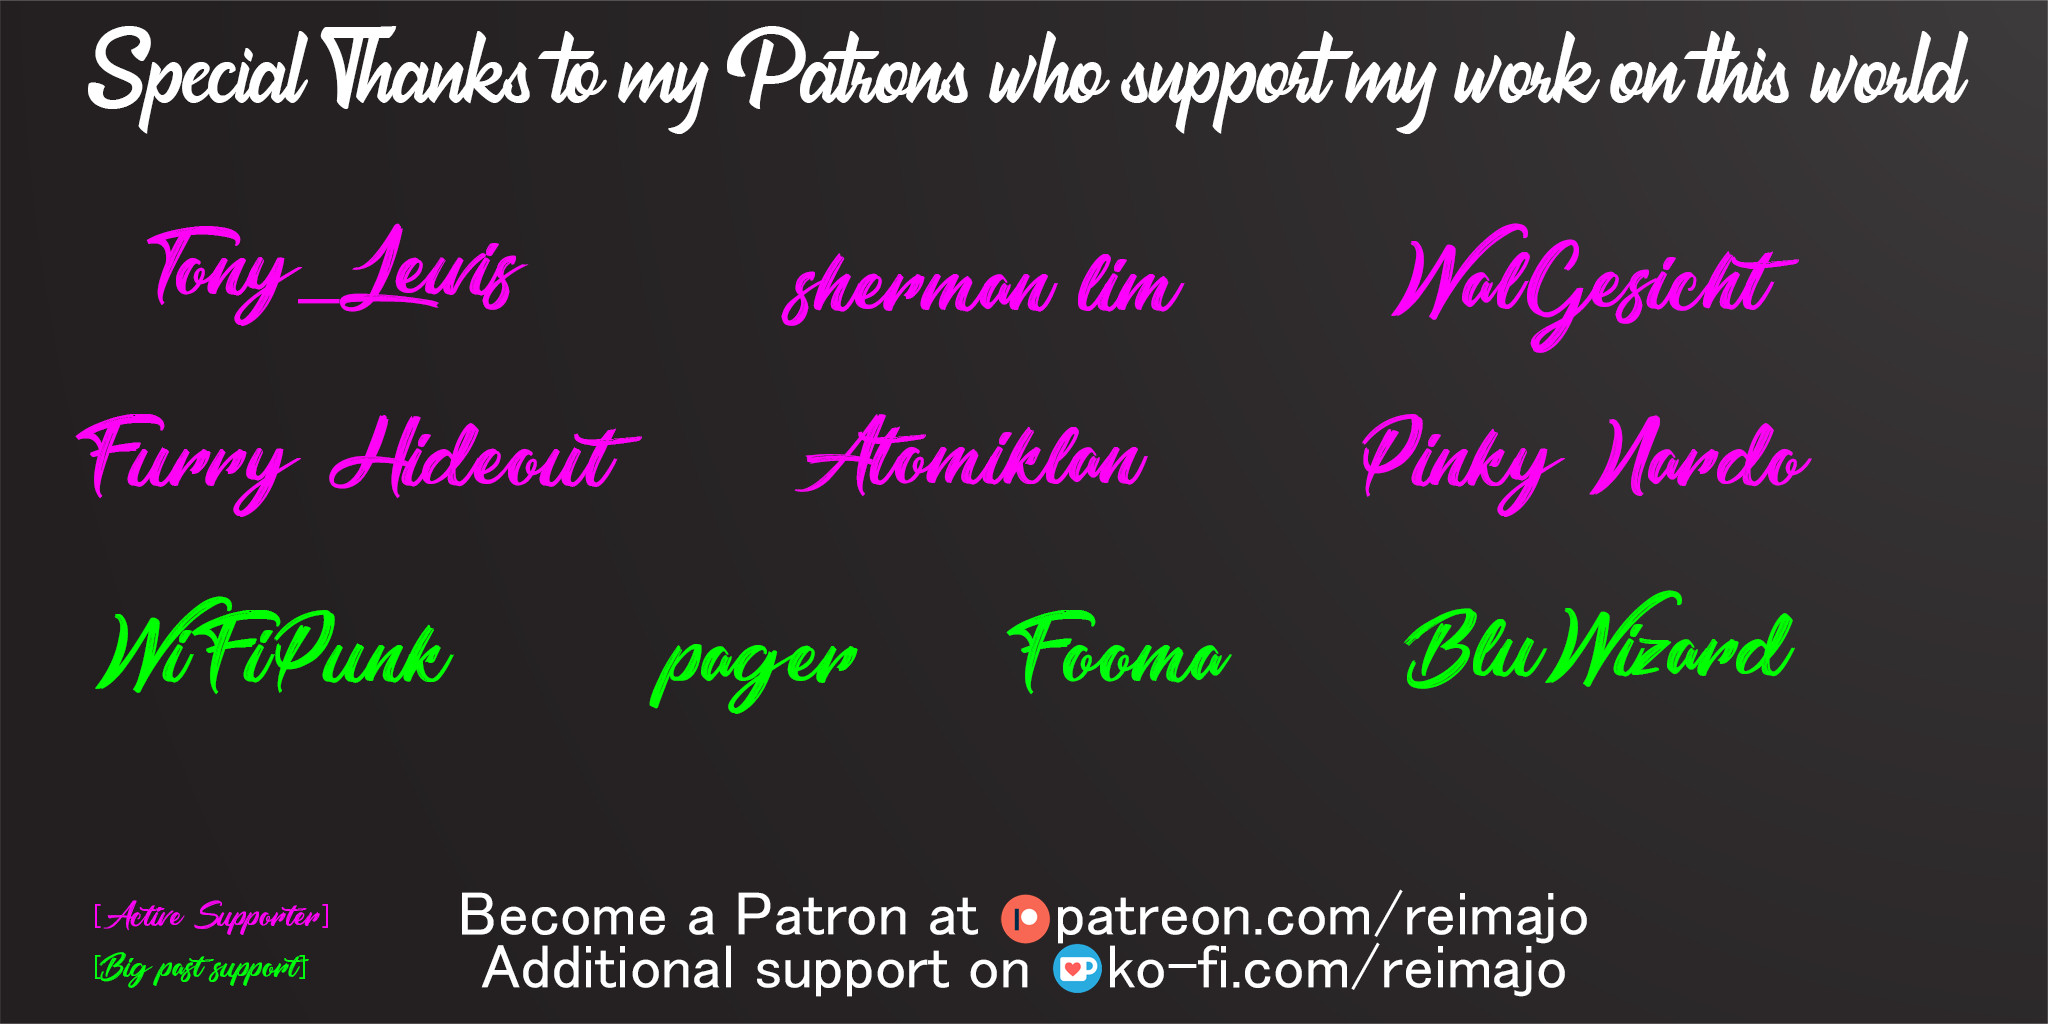 Special Thanks to my Patrons who support my work on this world
Tony_Lewis sherman lim WalGesicht
Furry Hideout Atomiklan Pinky Nardo
WiFiPunk pager Fooma BluWizard
[Active Supporter]
[Big past support]
Become a Patron at patreon.com/reimajo
Additional support on ko-fi.com/reimajo